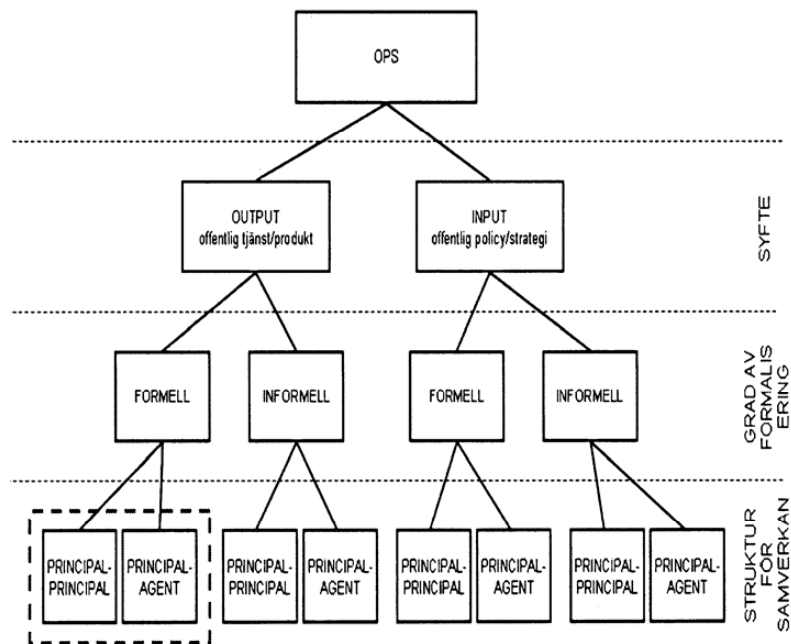 OPS
OUTPUT
offentlig tjänst/produkt
INPUT
offentlig policy/strategi
SYFTE
FORMELL
INFORMELL
FORMELL
INFORMELL
GRAD AV
FORMALIS
ERING
PRINCIPAL-
PRINCIPAL
PRINCIPAL-
AGENT
PRINCIPAL-
PRINCIPAL
PRINCIPAL-
AGENT
PRINCIPAL-
PRINCIPAL
PRINCIPAL-
AGENT
PRINCIPAL-
PRINCIPAL
PRINCIPAL-
AGENT
STRUKTUR
FÖR
SAMVERKAN